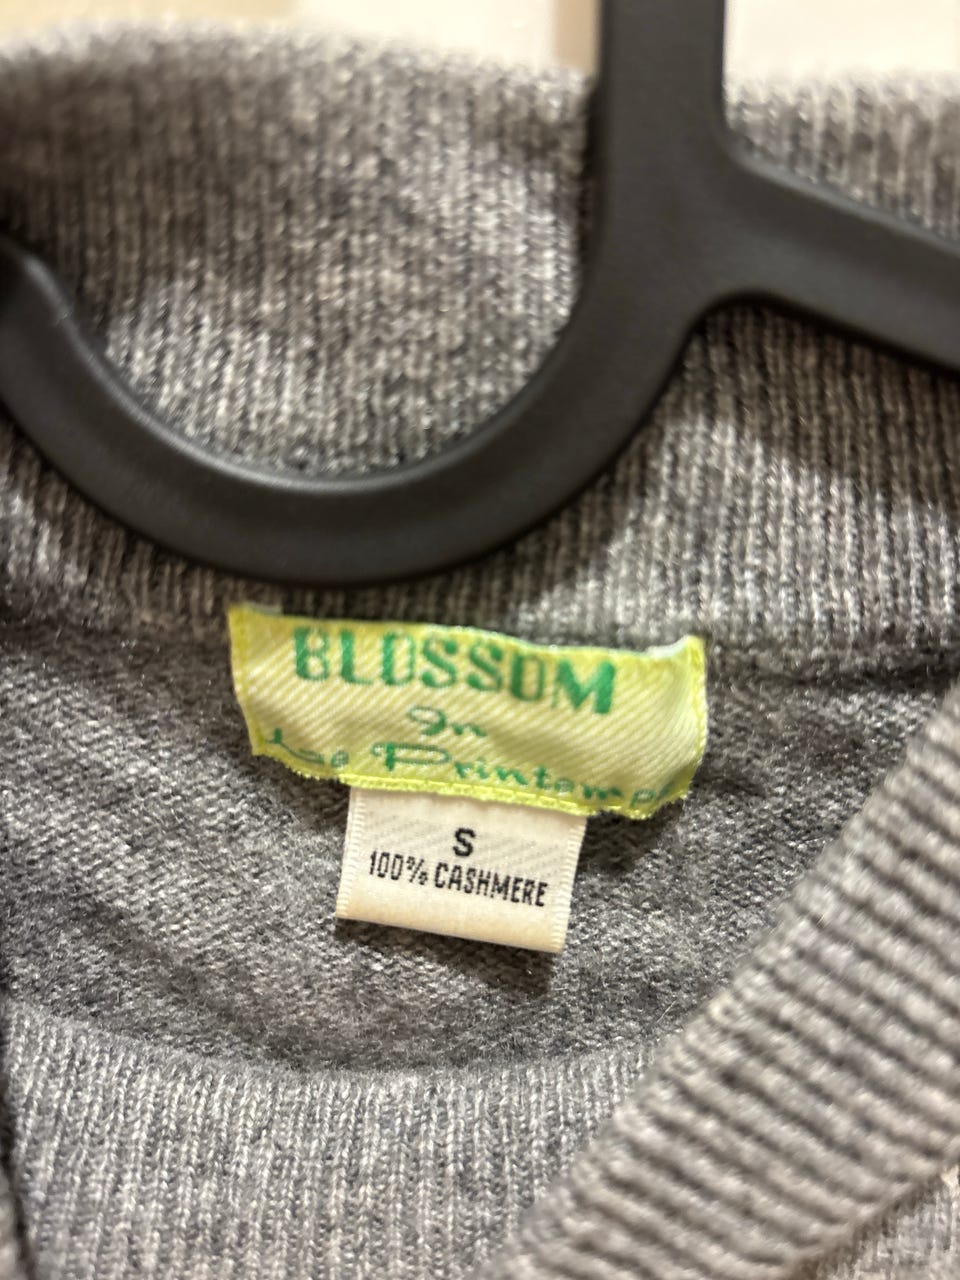 BLOSSOM
In
Le Printemps
S
100% CASHMERE